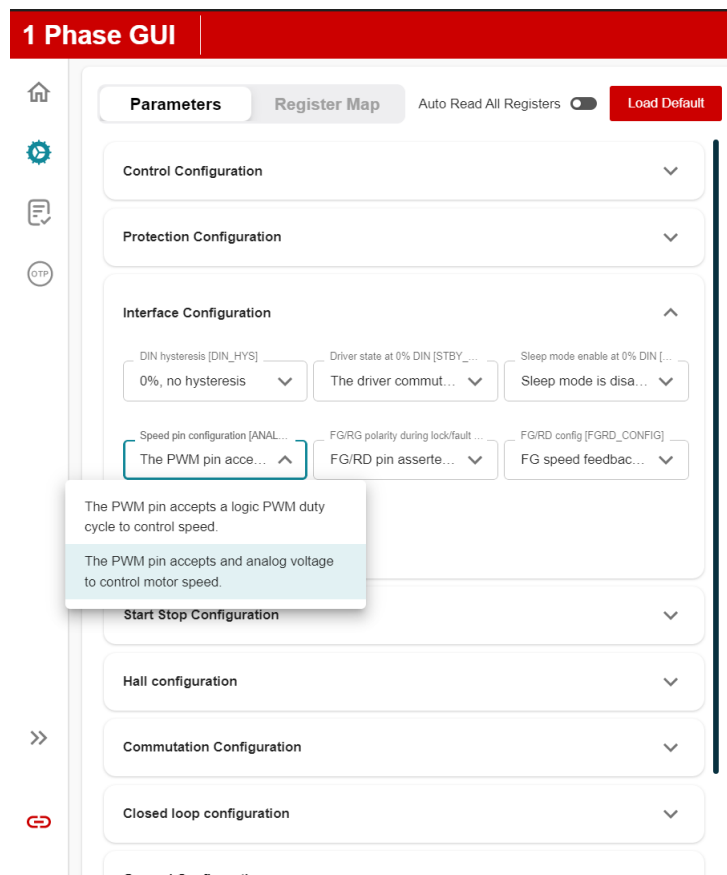 1 Phase GUI
Parameters
Register Map
Auto Read All Registers
Load Default
Control Configuration
Protection Configuration
Interface Configuration
DIN hysteresis [DIN_HYS]
0%, no hysteresis
Driver state at 0% DIN [STBY_...
The driver commut...
Sleep mode enable at 0% DIN [...
Sleep mode is disa...
Speed pin configuration [ANAL...
The PWM pin acce...
FG/RG polarity during lock/fault ...
FG/RD pin asserte...
FG/RD config [FGRD_CONFIG]
FG speed feedbac...
The PWM pin accepts a logic PWM duty
cycle to control speed.
The PWM pin accepts and analog voltage
to control motor speed.
Start Stop Configuration
Hall configuration
Commutation Configuration
Closed loop configuration
OTP